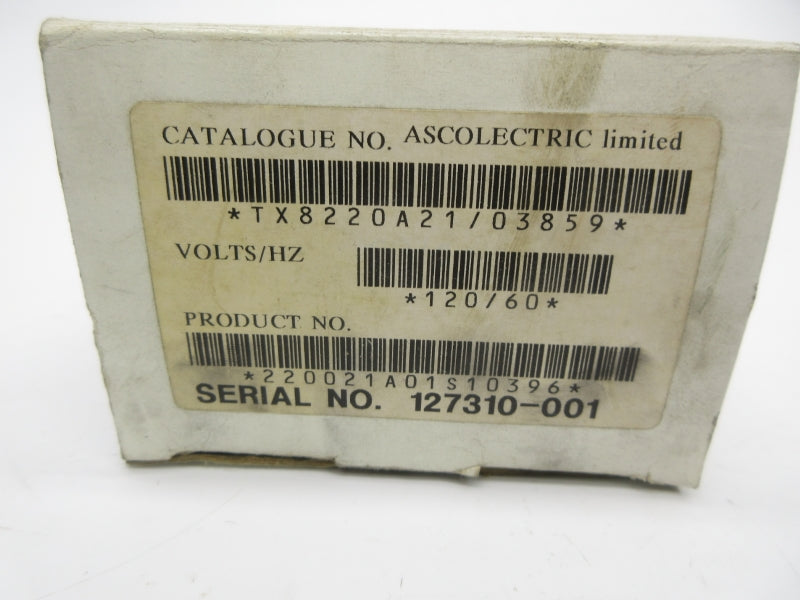 CATALOGUE NO. ASCOLECTRIC limited
*TX8220A21/03859*
VOLTS/HZ
*120/60*
PRODUCT NO.
*220021A01S10396*
SERIAL NO. 127310-001